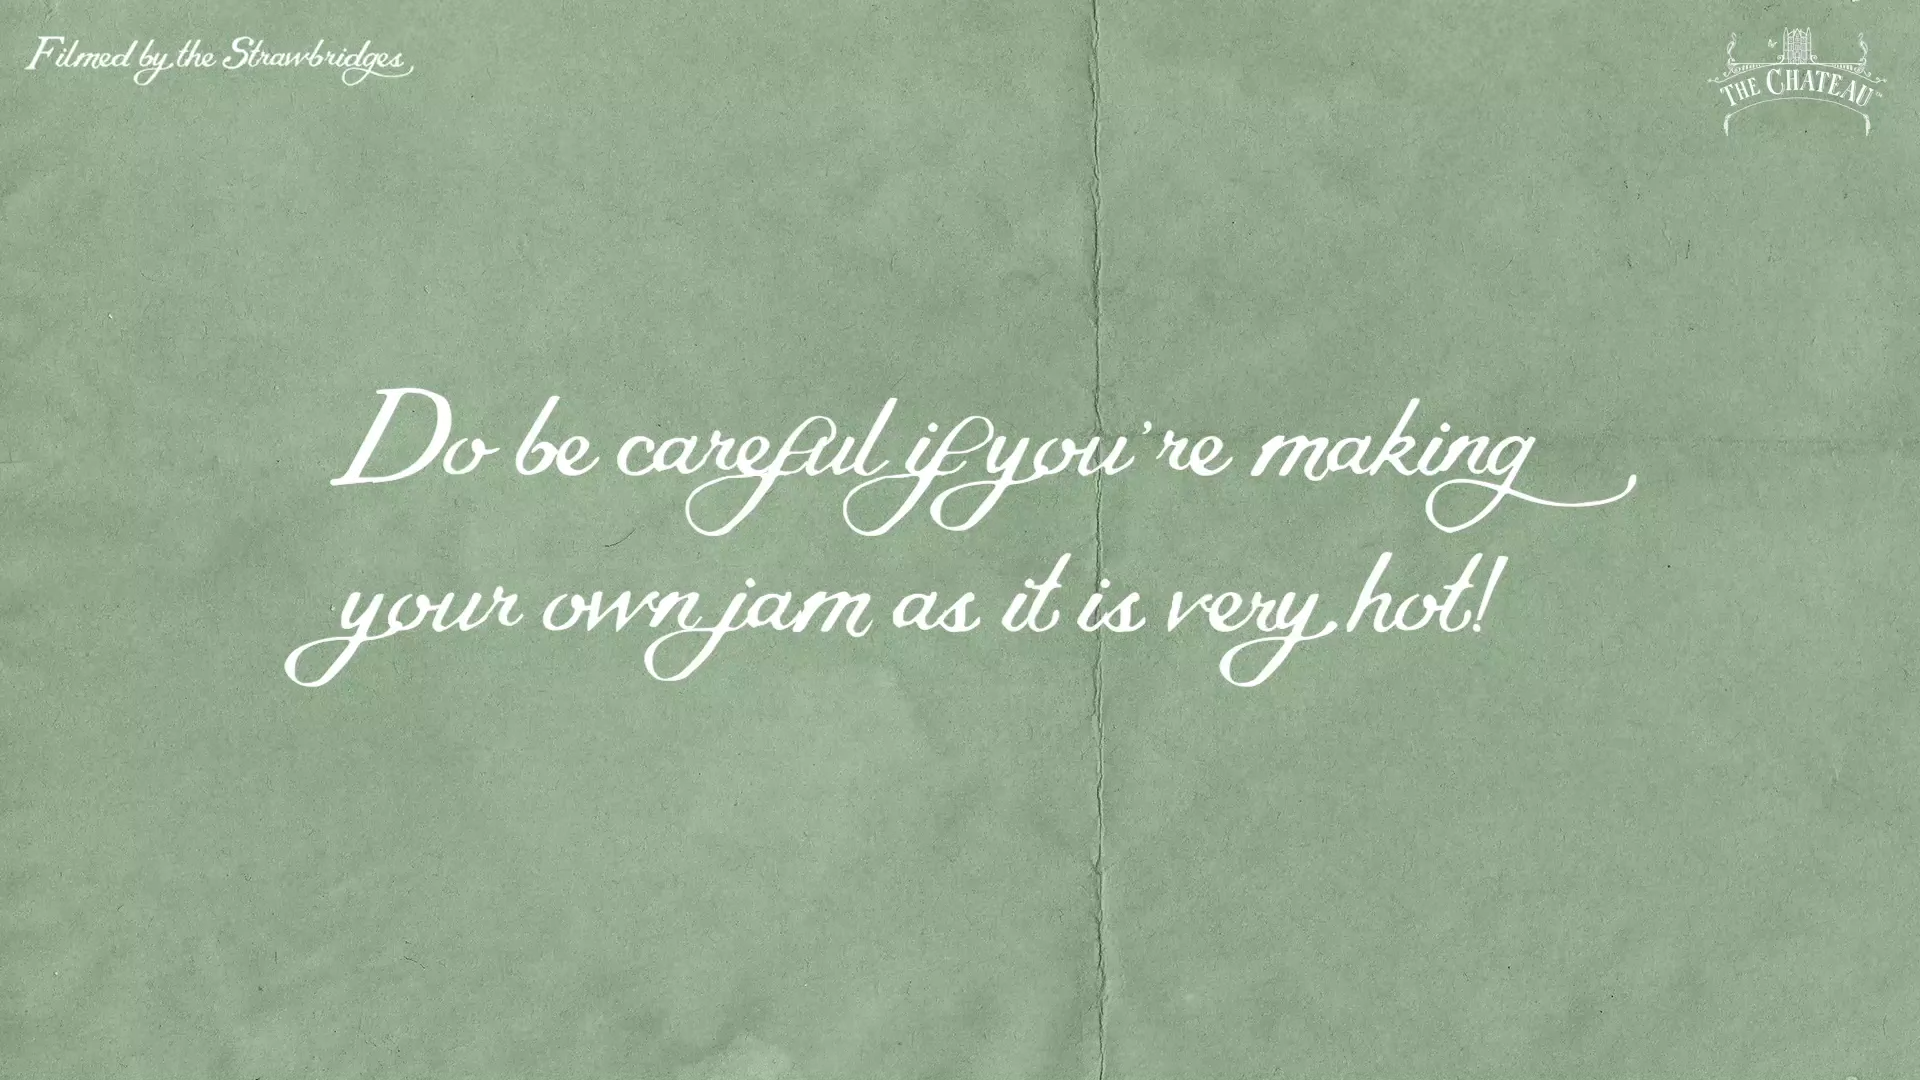 Filmed by the Strawbridges
THE CHATEAU
Do be careful if you're making
your own jam as it is very hot!